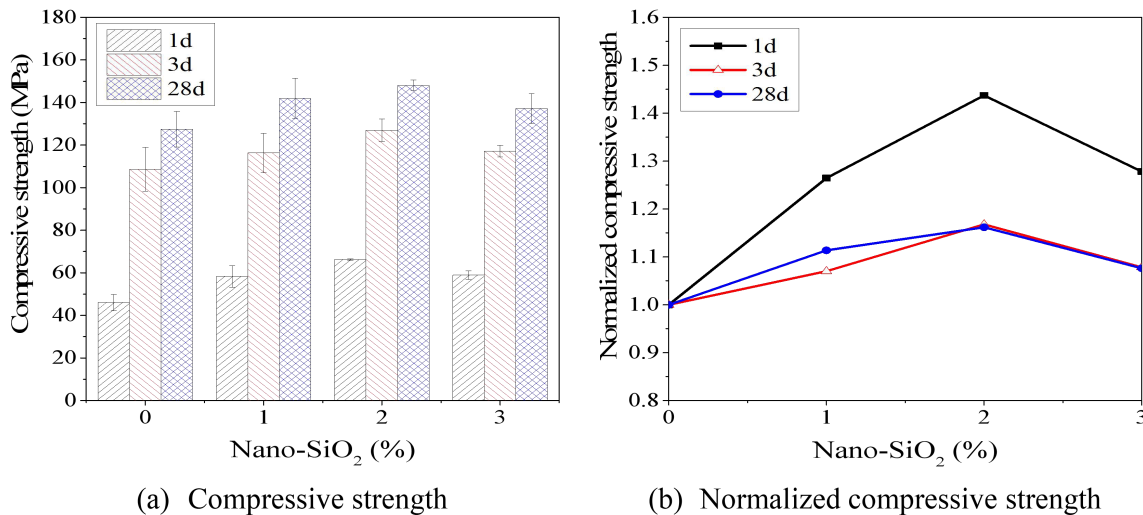 180
160
140
120
100
80
60
40
20
0
Compressive strength (MPa)
1d
3d
28d
0 1 2 3
Nano-SiO2 (%)
(a) Compressive strength
1.6
1.5
1.4
1.3
1.2
1.1
1.0
0.9
0.8
Normalized compressive strength
1d
3d
28d
0 1 2 3
Nano-SiO2 (%)
(b) Normalized compressive strength